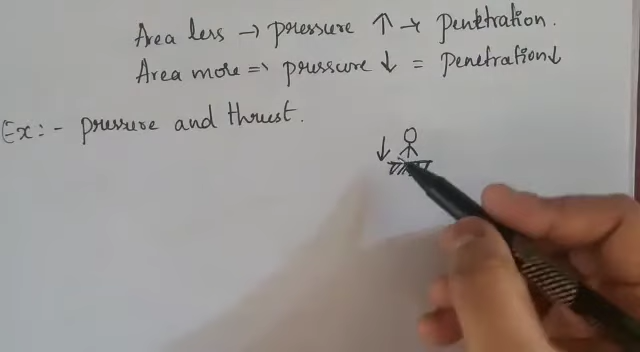 Area less → pressure ↑ → penetration.
Area more => pressure ↓ = Penetration↓
Ex:- pressure and thrust.